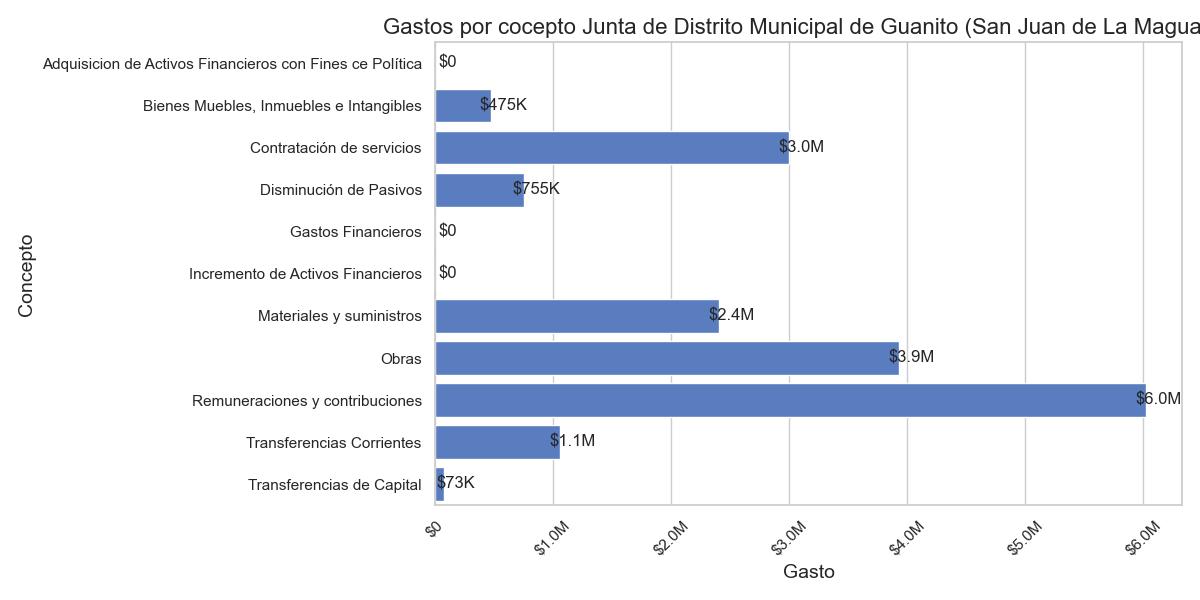 Gastos por cocepto Junta de Distrito Municipal de Guanito (San Juan de La Magua
Concepto
Adquisicion de Activos Financieros con Fines ce Política $0
Bienes Muebles, Inmuebles e Intangibles $475K
Contratación de servicios $3.0M
Disminución de Pasivos $755K
Gastos Financieros $0
Incremento de Activos Financieros $0
Materiales y suministros $2.4M
Obras $3.9M
Remuneraciones y contribuciones $6.0M
Transferencias Corrientes $1.1M
Transferencias de Capital $73K
$0 $1.0M $2.0M $3.0M $4.0M $5.0M $6.0M
Gasto